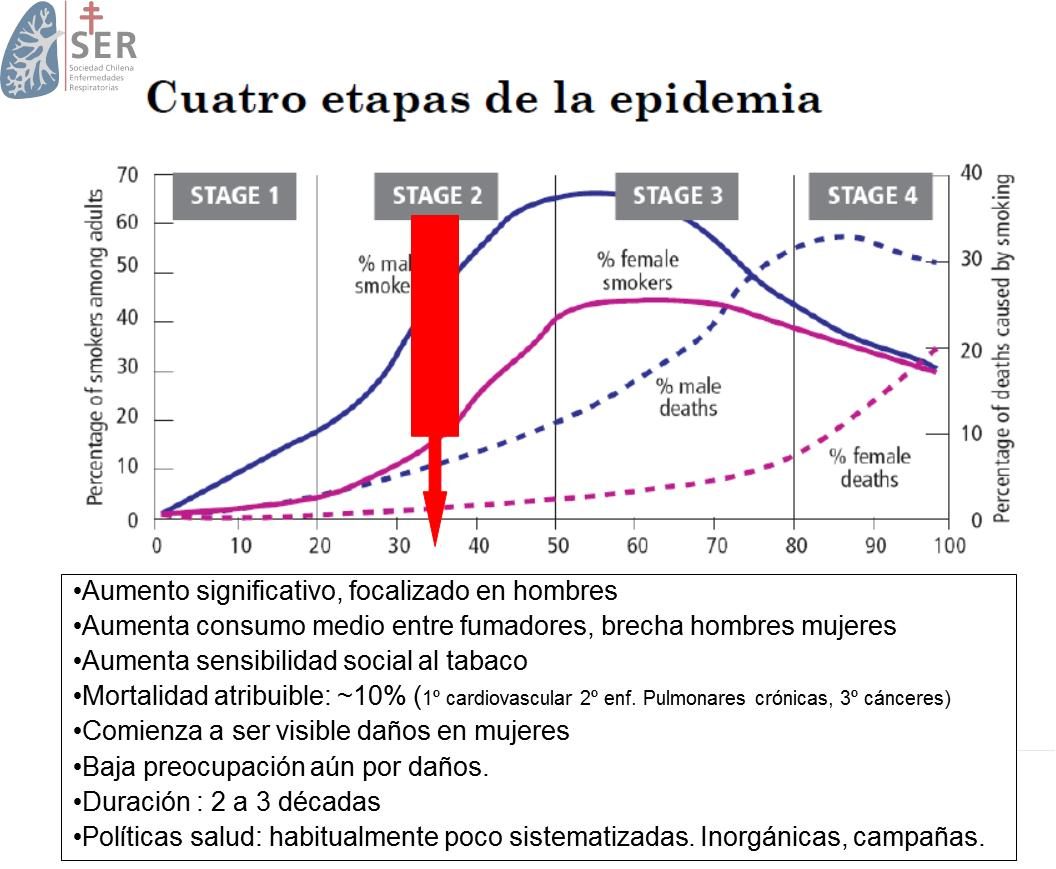 SER
Sociedad Chilena
Enfermedades
Respiratorias
Cuatro etapas de la epidemia
STAGE 1
STAGE 2
STAGE 3
STAGE 4
Percentage of smokers among adults
70
60
50
40
30
20
10
0
% female
smokers
% male
deaths
% female
deaths
40
30
20
10
0
Percentage of deaths caused by smoking
0 10 20 30 40 50 60 70 80 90 100
•Aumento significativo, focalizado en hombres
•Aumenta consumo medio entre fumadores, brecha hombres mujeres
•Aumenta sensibilidad social al tabaco
•Mortalidad atribuible: ~10% (1º cardiovascular 2º enf. Pulmonares crónicas, 3º cánceres)
•Comienza a ser visible daños en mujeres
•Baja preocupación aún por daños.
•Duración : 2 a 3 décadas
•Políticas salud: habitualmente poco sistematizadas. Inorgánicas, campañas.